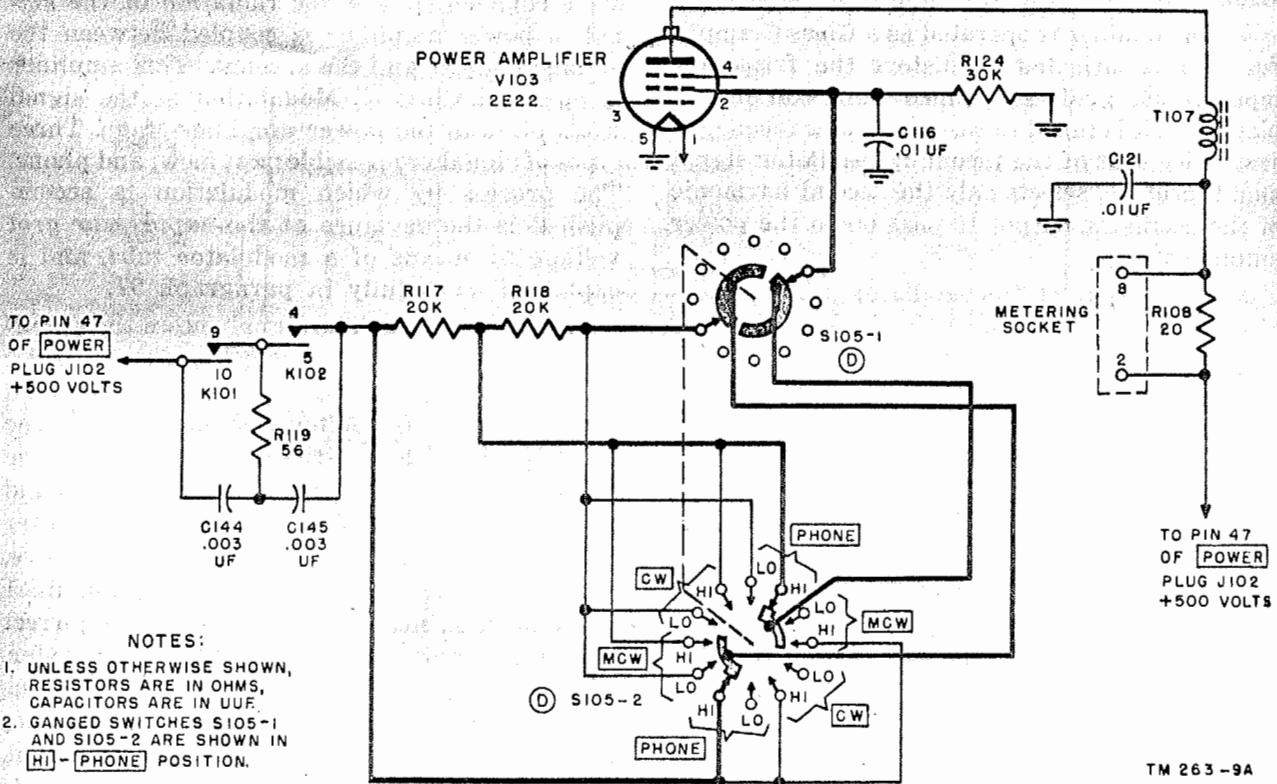 POWER AMPLIFIER
V103
2E22
4
2
3
5
1
R124
30K
C116
.01UF
T107
C121
.01UF
METERING
SOCKET
8
2
R108
20
R117
20K
R118
20K
S105-1
D
TO PIN 47
OF POWER
PLUG J102
+500 VOLTS
9
10
K101
4
5
K102
R119
56
C144
.003
UF
C145
.003
UF
PHONE
LO
HI
CW
HI
LO
LO
HI
MCW
MCW
HI
LO
LO
HI
CW
HI
LO
PHONE
D S105-2
TO PIN 47
OF POWER
PLUG J102
+500 VOLTS
NOTES:
1. UNLESS OTHERWISE SHOWN,
RESISTORS ARE IN OHMS,
CAPACITORS ARE IN UUF.
2. GANGED SWITCHES S105-1
AND S105-2 ARE SHOWN IN
HI-PHONE POSITION.
TM 263-9A